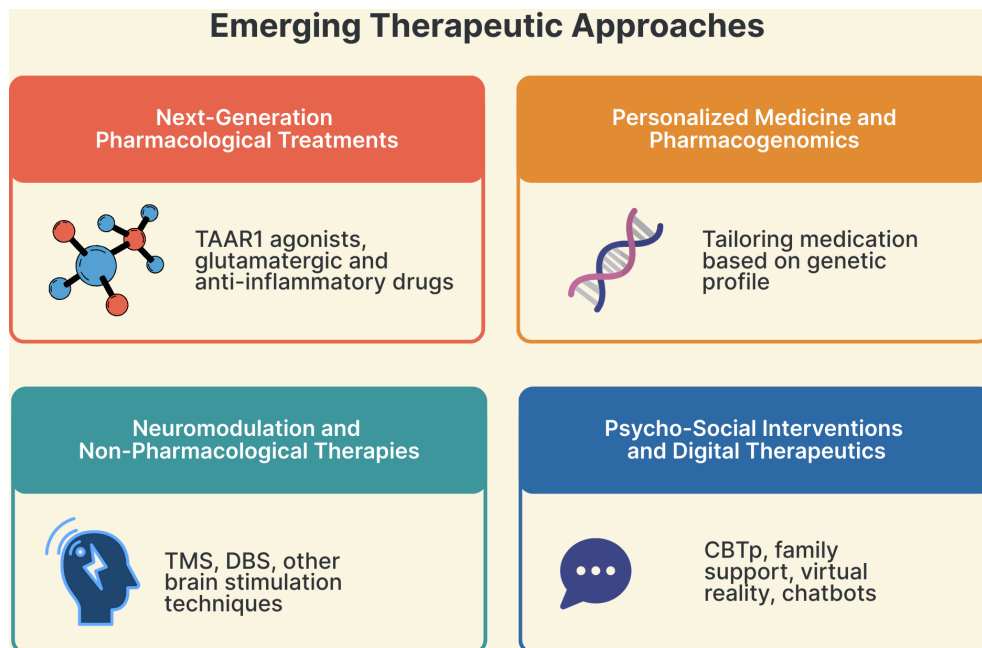 Emerging Therapeutic Approaches
Next-Generation
Pharmacological Treatments
TAAR1 agonists,
glutamatergic and
anti-inflammatory drugs
Personalized Medicine and
Pharmacogenomics
Tailoring medication
based on genetic
profile
Neuromodulation and
Non-Pharmacological Therapies
TMS, DBS, other
brain stimulation
techniques
Psycho-Social Interventions
and Digital Therapeutics
CBTp, family
support, virtual
reality, chatbots